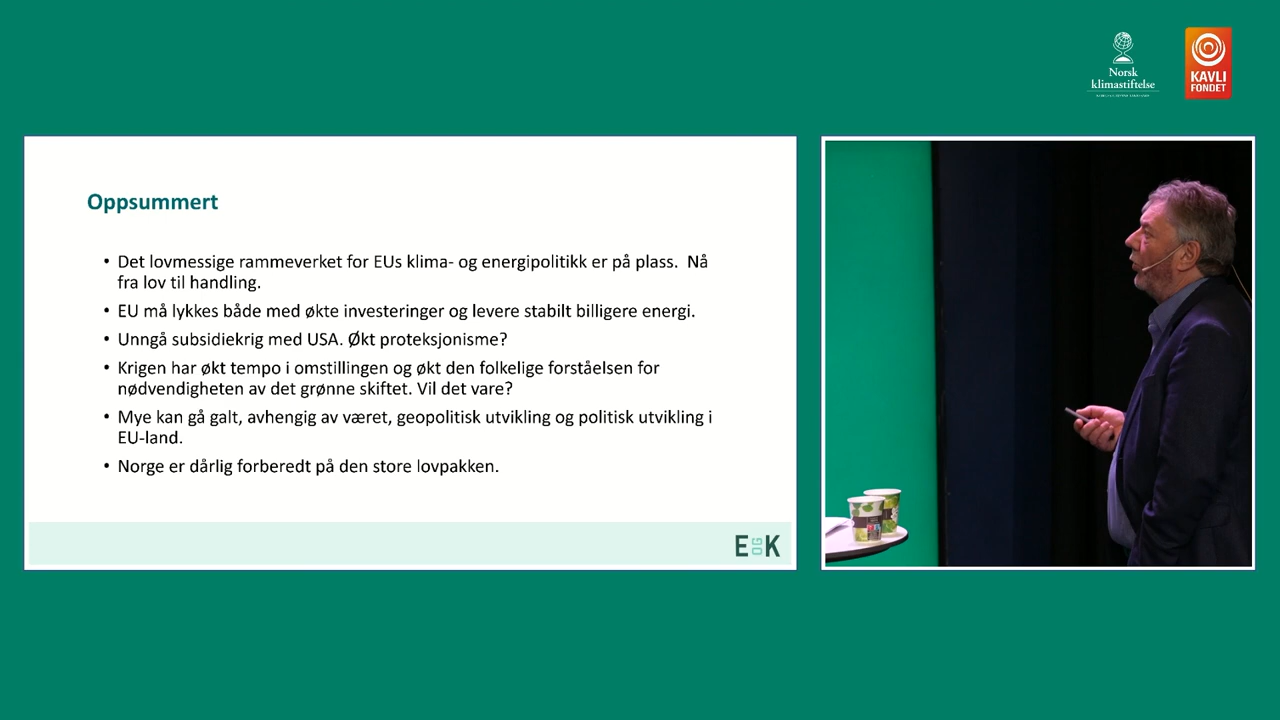 Norsk
klimastiftelse
KAVLI
FONDET
Oppsummert
• Det lovmessige rammeverket for EUs klima- og energipolitikk er på plass. Nå
fra lov til handling.
• EU må lykkes både med økte investeringer og levere stabilt billigere energi.
• Unngå subsidiekrig med USA. Økt proteksjonisme?
• Krigen har økt tempo i omstillingen og økt den folkelige forståelsen for
nødvendigheten av det grønne skiftet. Vil det vare?
• Mye kan gå galt, avhengig av været, geopolitisk utvikling og politisk utvikling i
EU-land.
• Norge er dårlig forberedt på den store lovpakken.
E OG K